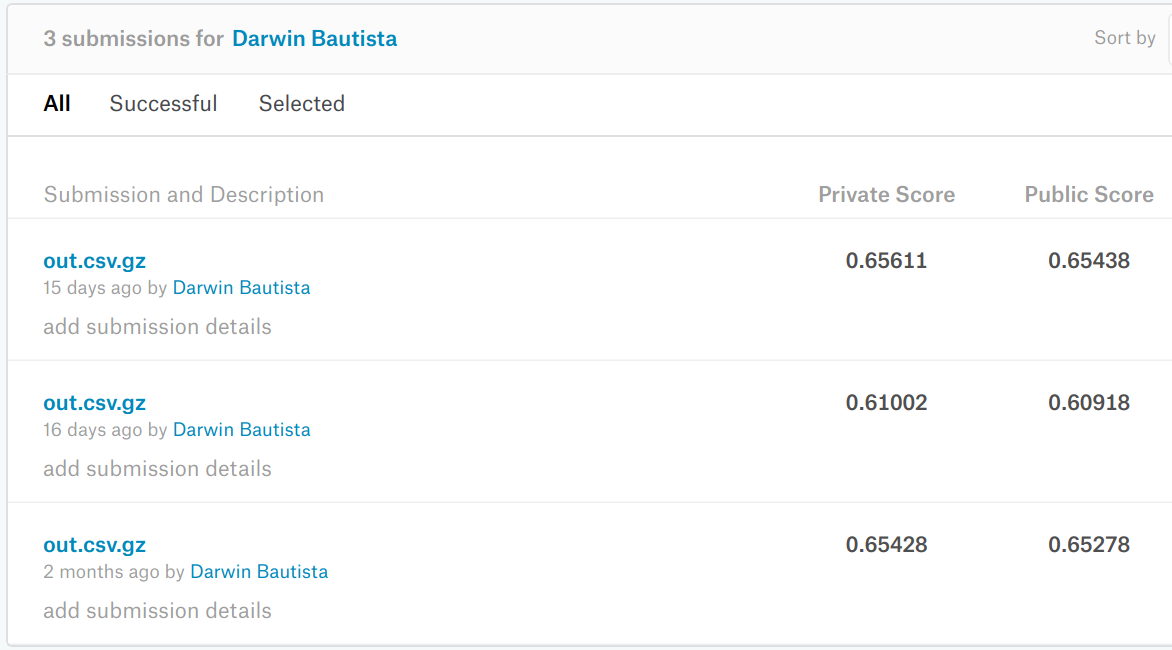 3 submissions for Darwin Bautista Sort by
All Successful Selected
Submission and Description Private Score Public Score
out.csv.gz 0.65611 0.65438
15 days ago by Darwin Bautista
add submission details
out.csv.gz 0.61002 0.60918
16 days ago by Darwin Bautista
add submission details
out.csv.gz 0.65428 0.65278
2 months ago by Darwin Bautista
add submission details